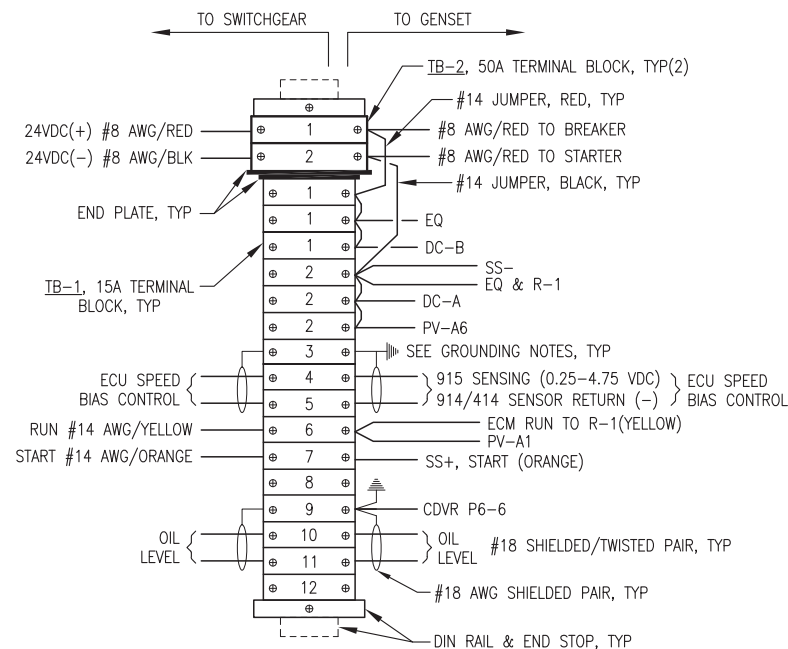 TO SWITCHGEAR
TO GENSET
TB-2, 50A TERMINAL BLOCK, TYP(2)
#14 JUMPER, RED, TYP
24VDC(+) #8 AWG/RED
1
#8 AWG/RED TO BREAKER
24VDC(-) #8 AWG/BLK
2
#8 AWG/RED TO STARTER
#14 JUMPER, BLACK, TYP
END PLATE, TYP
1
1
EQ
1
DC-B
TB-1, 15A TERMINAL
BLOCK, TYP
2
SS-
EQ & R-1
2
DC-A
2
PV-A6
3
SEE GROUNDING NOTES, TYP
ECU SPEED
BIAS CONTROL
4
915 SENSING (0.25-4.75 VDC)
5
914/414 SENSOR RETURN (-)
ECU SPEED
BIAS CONTROL
RUN #14 AWG/YELLOW
6
ECM RUN TO R-1(YELLOW)
PV-A1
START #14 AWG/ORANGE
7
SS+, START (ORANGE)
8
9
CDVR P6-6
OIL
LEVEL
10
11
OIL
LEVEL
#18 SHIELDED/TWISTED PAIR, TYP
12
#18 AWG SHIELDED PAIR, TYP
DIN RAIL & END STOP, TYP